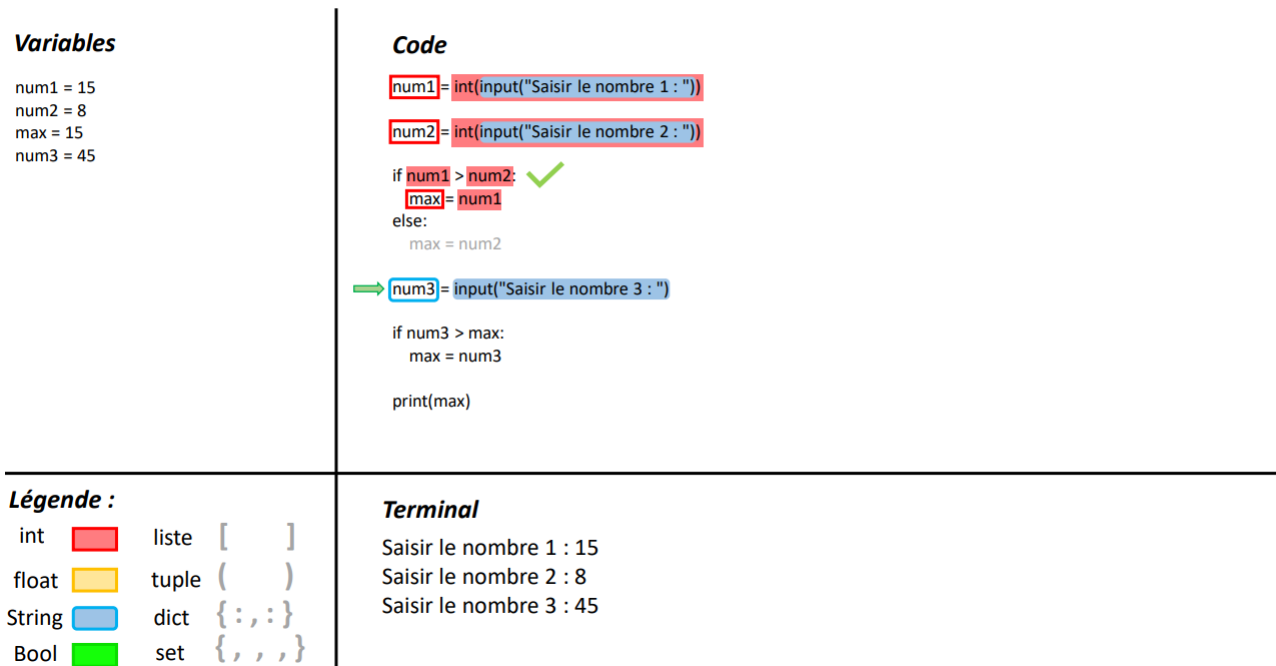 Variables
num1 = 15
num2 = 8
max = 15
num3 = 45
Code
num1 = int(input("Saisir le nombre 1 : "))
num2 = int(input("Saisir le nombre 2 : "))
if num1 > num2:
max = num1
else:
max = num2
num3 = input("Saisir le nombre 3 : ")
if num3 > max:
max = num3
print(max)
Légende :
int liste [ ]
float tuple ( )
String dict { : , : }
Bool set { , , , }
Terminal
Saisir le nombre 1 : 15
Saisir le nombre 2 : 8
Saisir le nombre 3 : 45